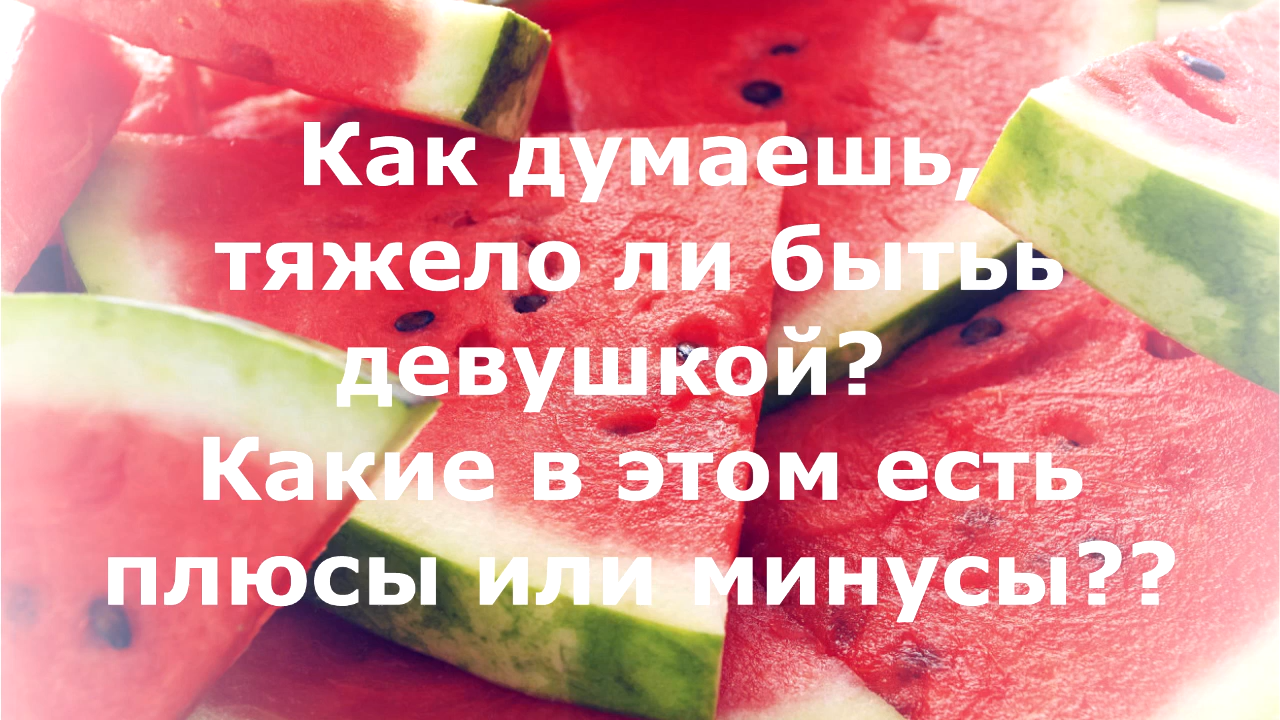 Как думаешь,
тяжело ли бытьь
девушкой?
Какие в этом есть
плюсы или минусы??